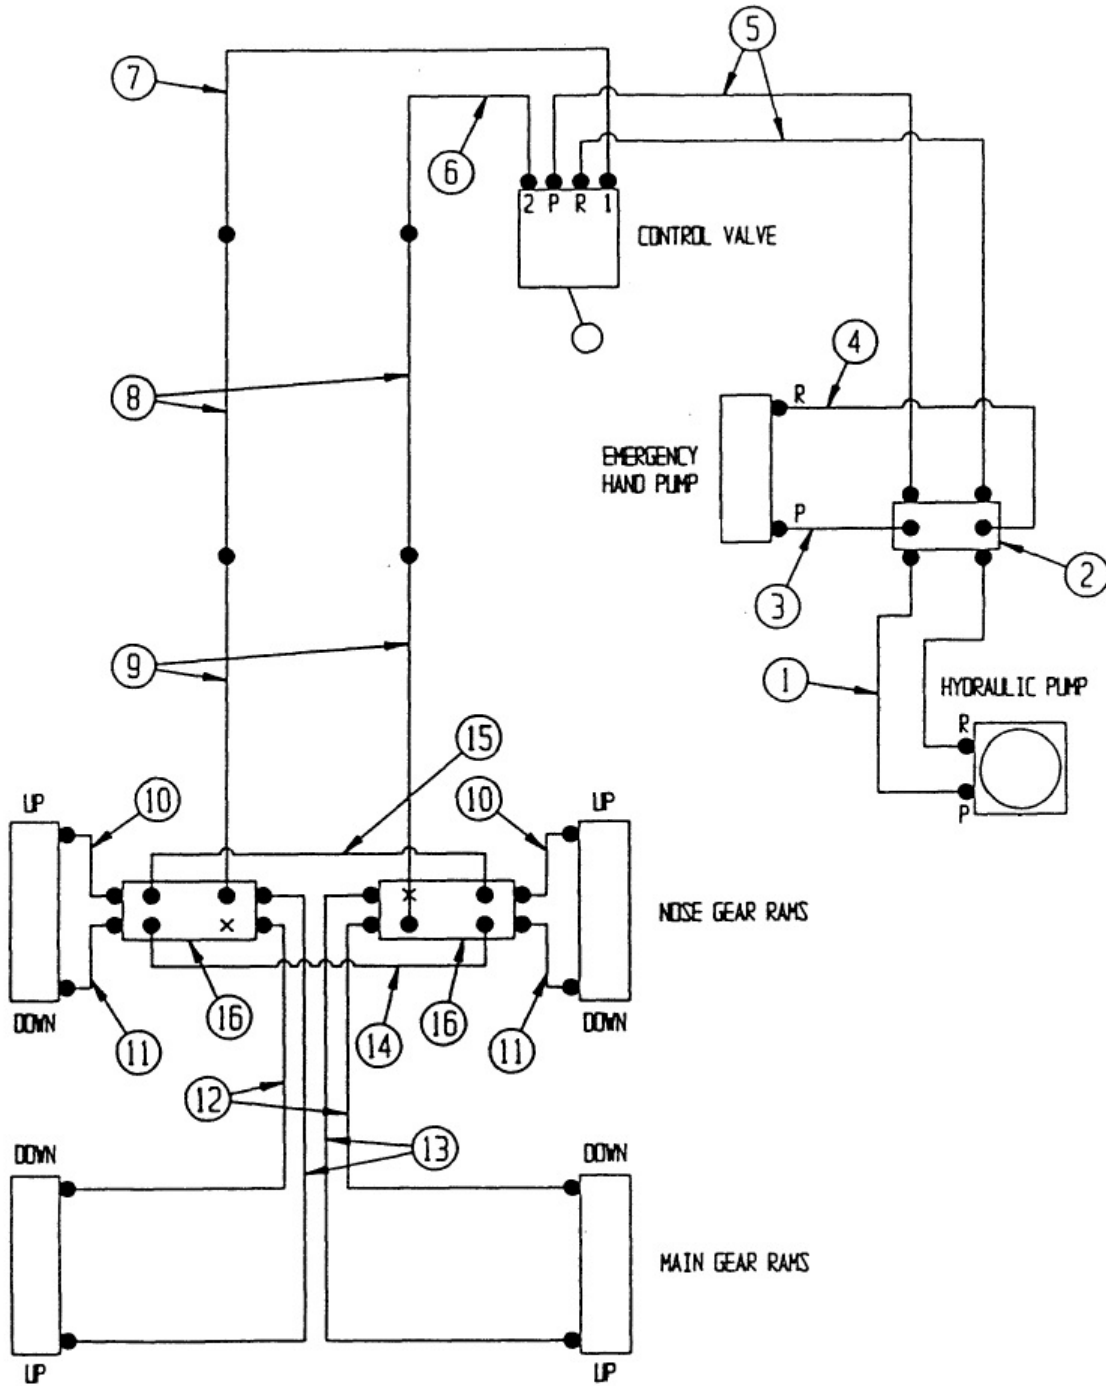 5
7
6
2 P R 1
CONTROL VALVE
4
8
R
EMERGENCY
HAND PUMP
P
2
3
9
1
HYDRAULIC PUMP
R
15
P
10
10
UP
UP
NOSE GEAR RAMS
16
16
DOWN
DOWN
14
11
11
12
13
DOWN
DOWN
MAIN GEAR RAMS
UP
UP